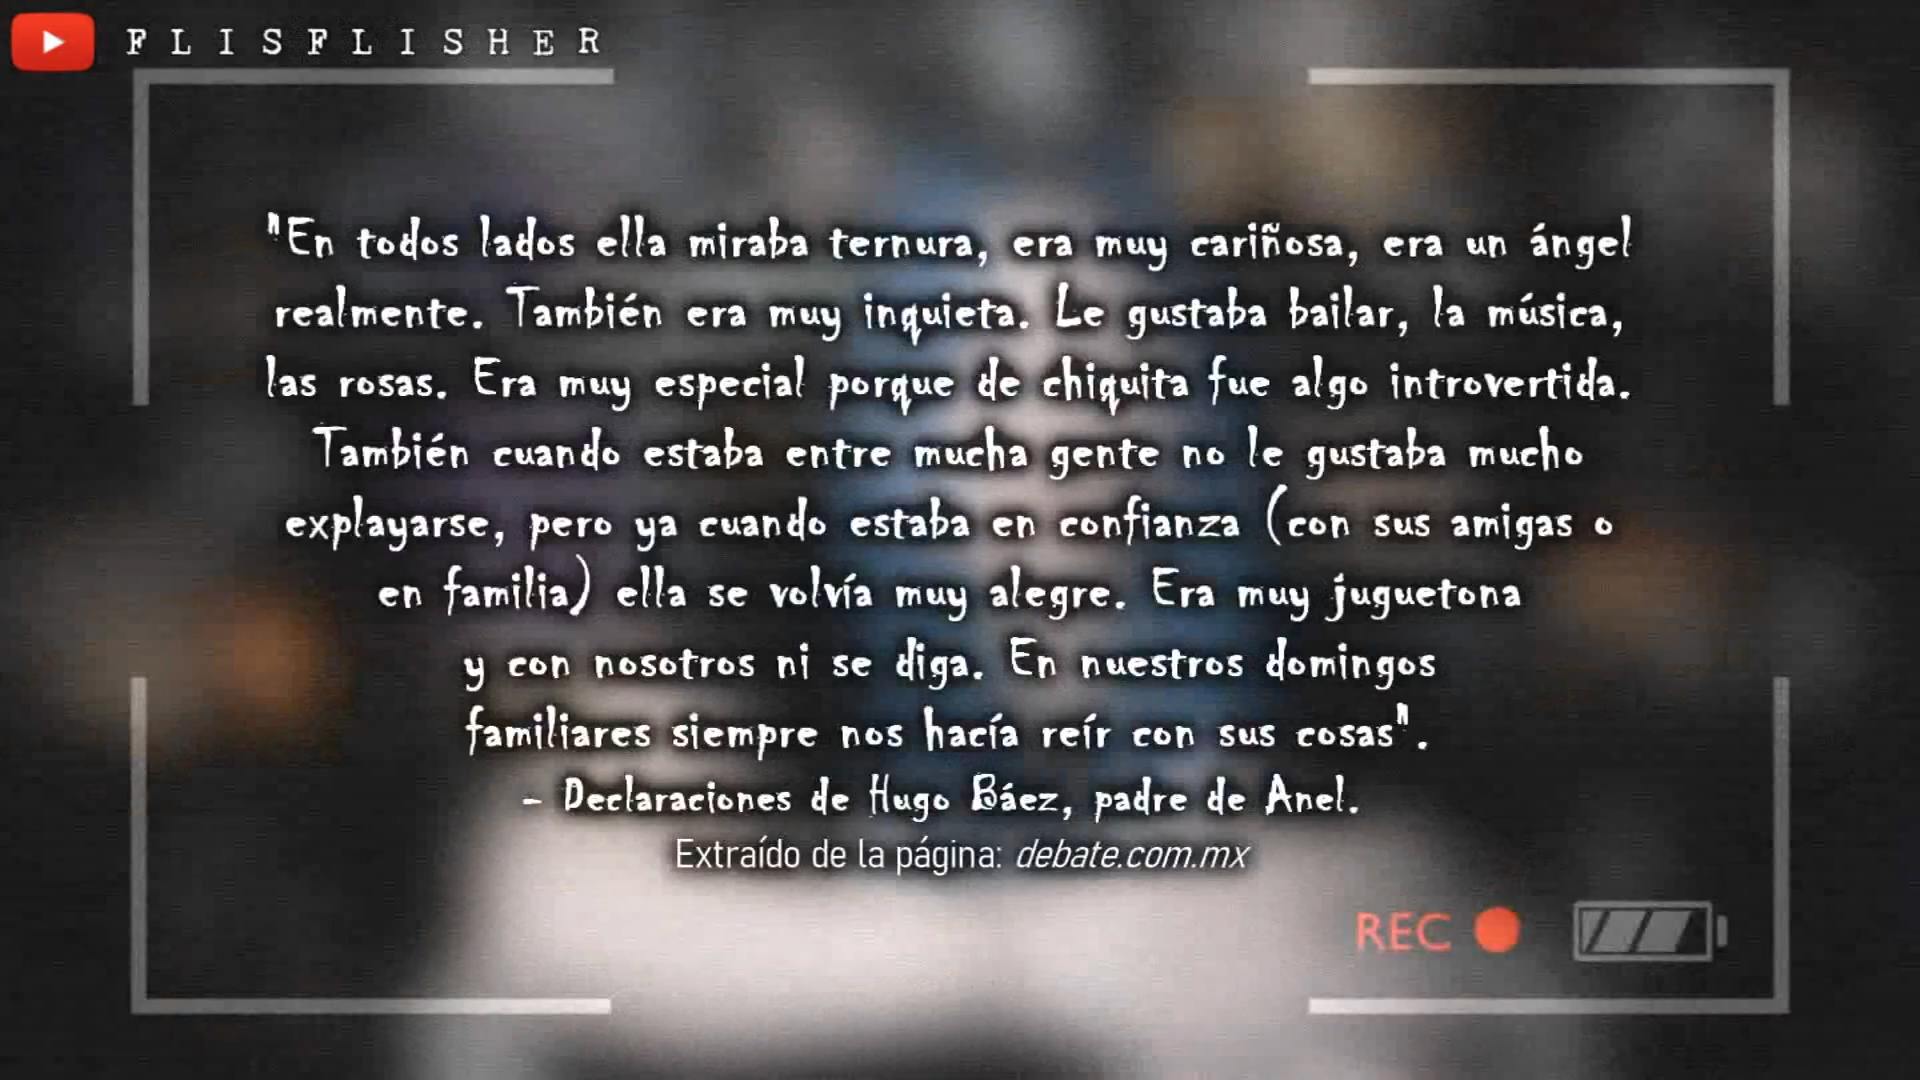 FLISFLISHER
"En todos lados ella miraba ternura, era muy cariñosa, era un ángel
realmente. También era muy inquieta. Le gustaba bailar, la música,
las rosas. Era muy especial porque de chiquita fue algo introvertida.
También cuando estaba entre mucha gente no le gustaba mucho
explayarse, pero ya cuando estaba en confianza (con sus amigas o
en familia) ella se volvía muy alegre. Era muy juguetona
y con nosotros ni se diga. En nuestros domingos
familiares siempre nos hacía reír con sus cosas".
- Declaraciones de Hugo Báez, padre de Anel.
Extraído de la página: debate.com.mx
REC